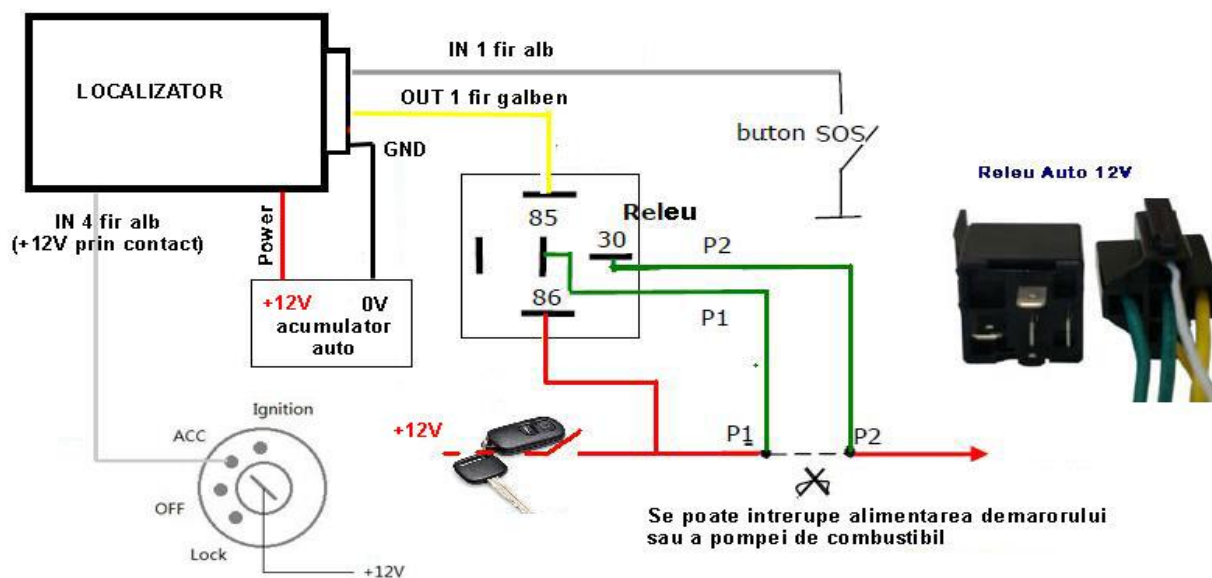 LOCALIZATOR
IN 1 fir alb
OUT 1 fir galben
GND
buton SOS
Releu Auto 12V
IN 4 fir alb
(+12V prin contact)
Power
+12V 0V
acumulator
auto
85
Releu
30
86
P2
P1
Ignition
ACC
OFF
Lock
+12V
+12V
P1
P2
Se poate intrerupe alimentarea demarorului
sau a pompei de combustibil